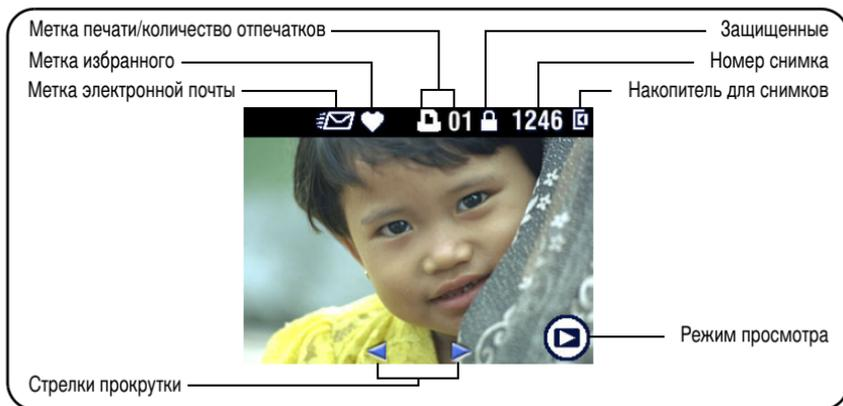 Метка печати/количество отпечатков
Защищенные
Метка избранного
Номер снимка
Метка электронной почты
Накопитель для снимков
01 1246
Режим просмотра
Стрелки прокрутки